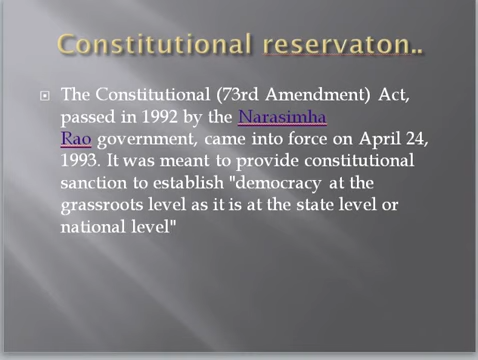 Constitutional reservaton..
The Constitutional (73rd Amendment) Act,
passed in 1992 by the Narasimha
Rao government, came into force on April 24,
1993. It was meant to provide constitutional
sanction to establish "democracy at the
grassroots level as it is at the state level or
national level"